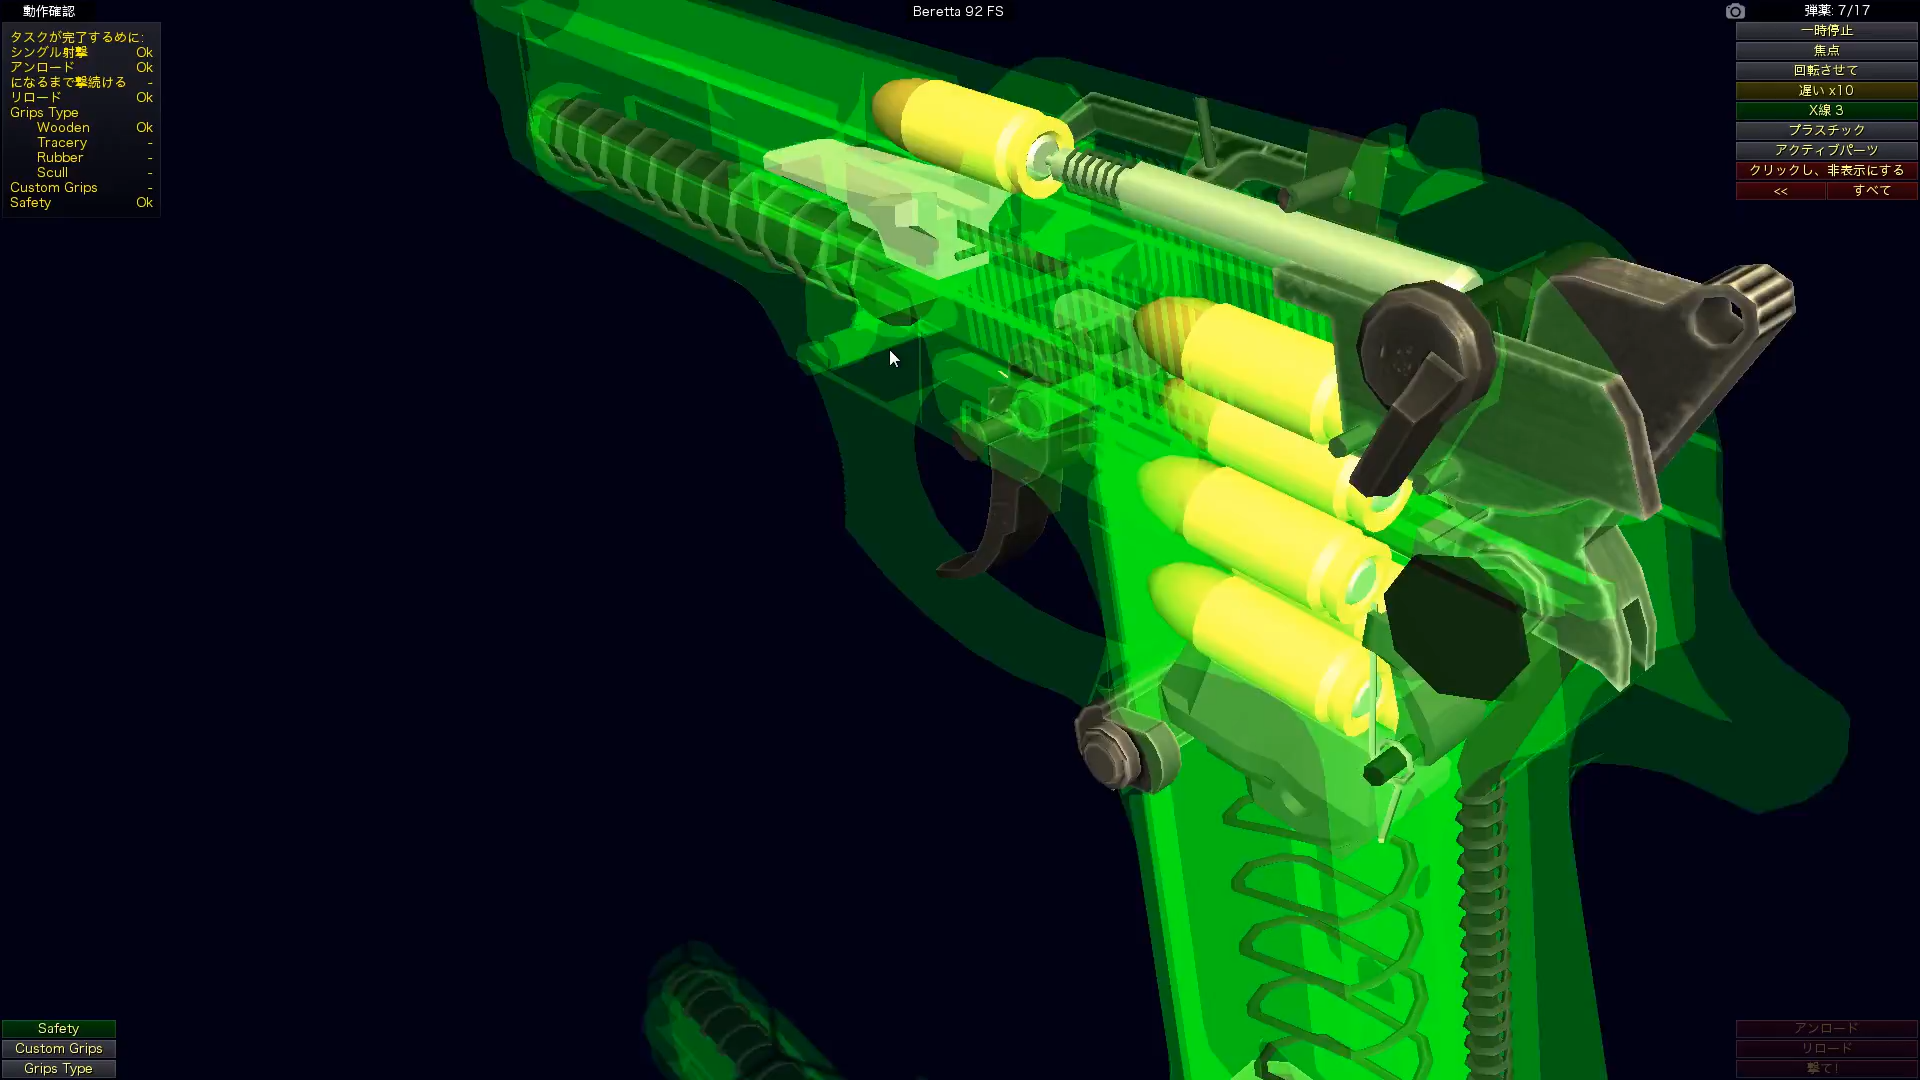 動作確認
タスクが完了するめに:
シングル射撃 Ok
アンロード Ok
になるまで撃続ける -
リロード Ok
Grips Type
Wooden Ok
Tracery -
Rubber -
Scull -
Custom Grips -
Safety Ok
Beretta 92 FS
弾薬: 7/17
一時停止
焦点
回転させて
遅い x10
X線 3
プラスチック
アクティブパーツ
クリックし、非表示にする
<< すべて
Safety
Custom Grips
Grips Type
アンロード
リロード
撃て!